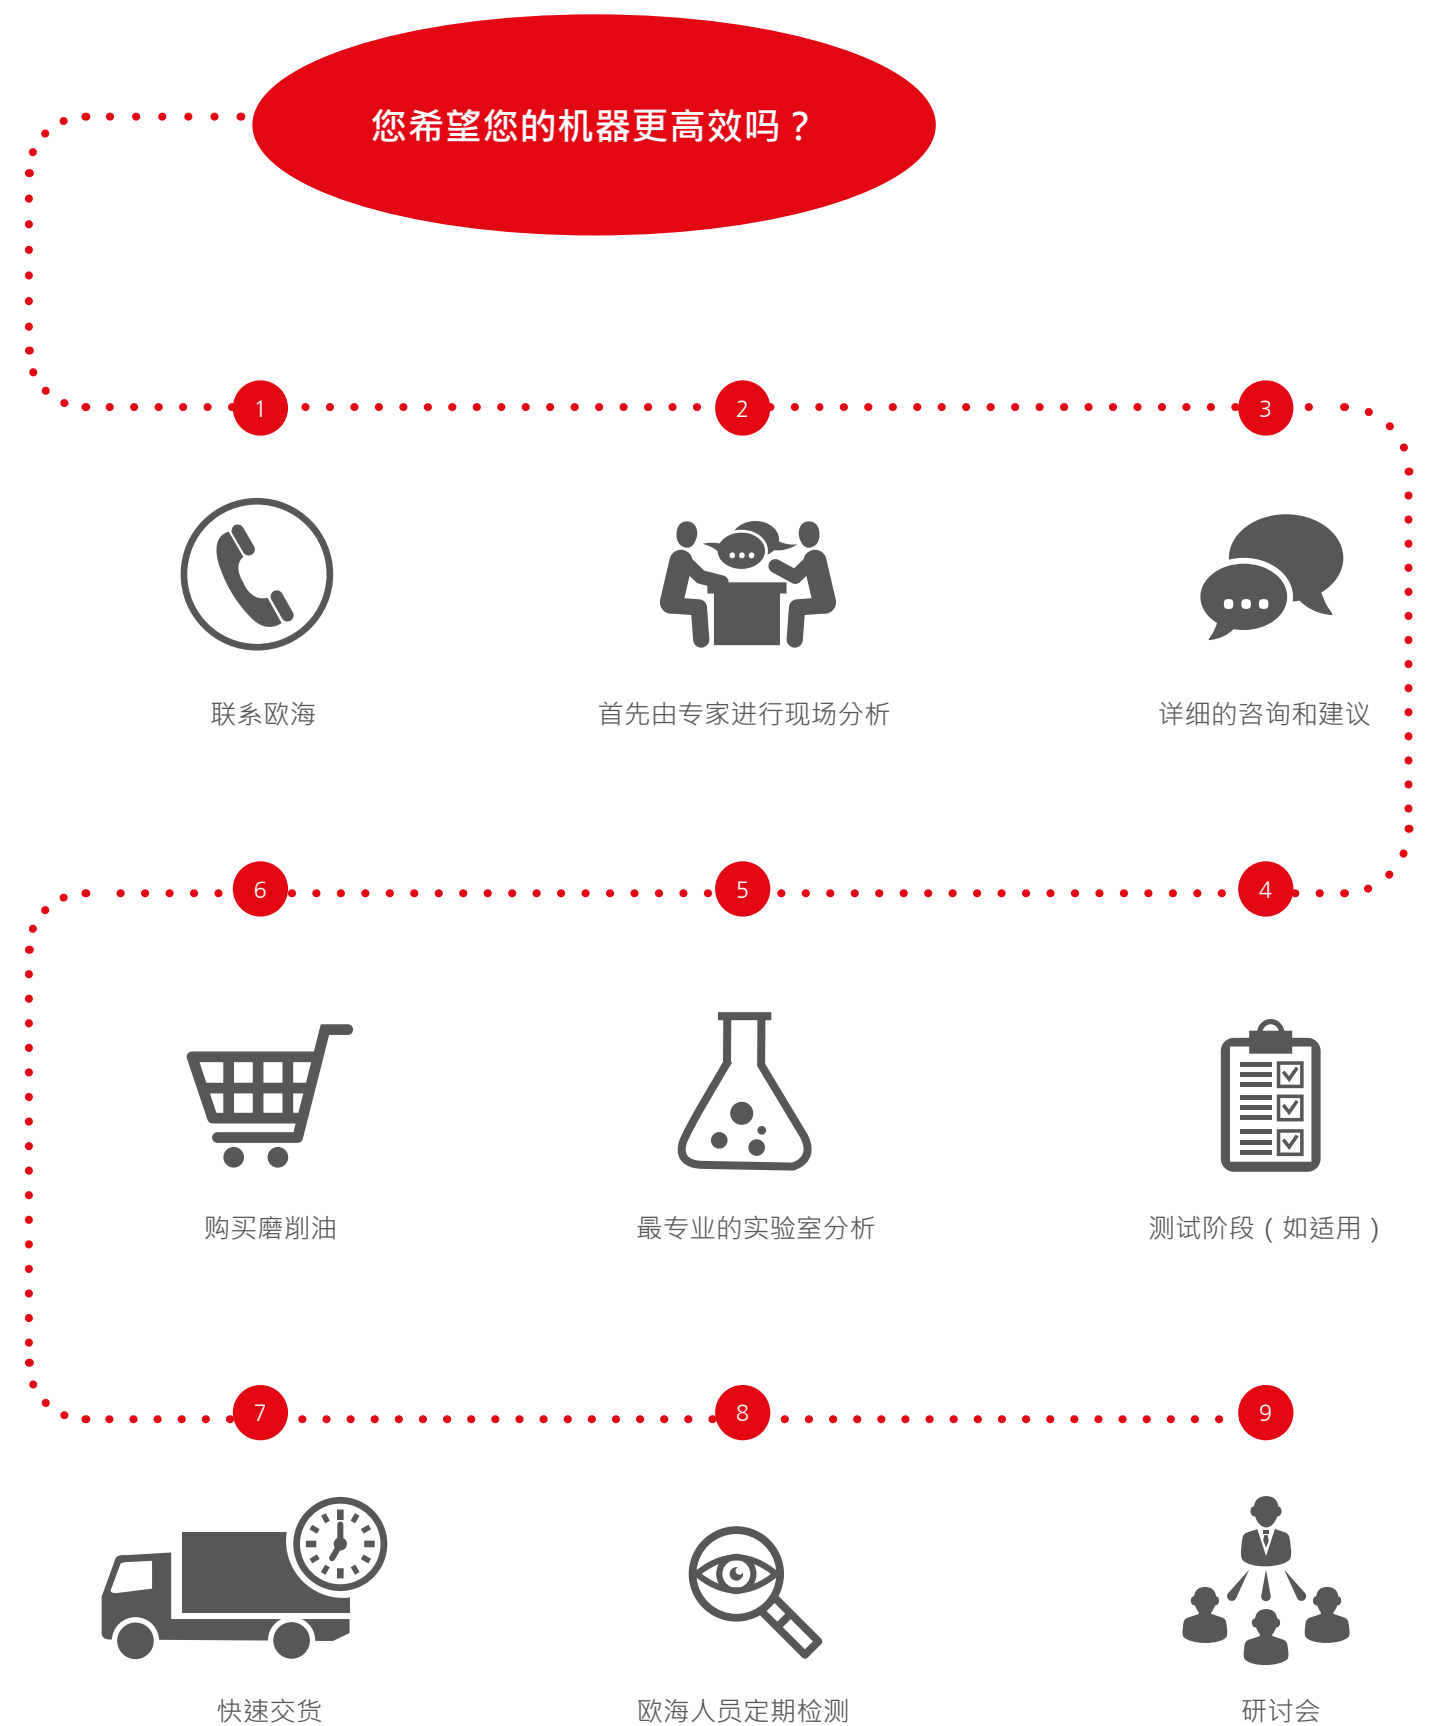 您希望您的机器更高效吗？
1
2
3
联系欧海
首先由专家进行现场分析
详细的咨询和建议
6
5
4
购买磨削油
最专业的实验室分析
测试阶段（如适用）
7
8
9
快速交货
欧海人员定期检测
研讨会